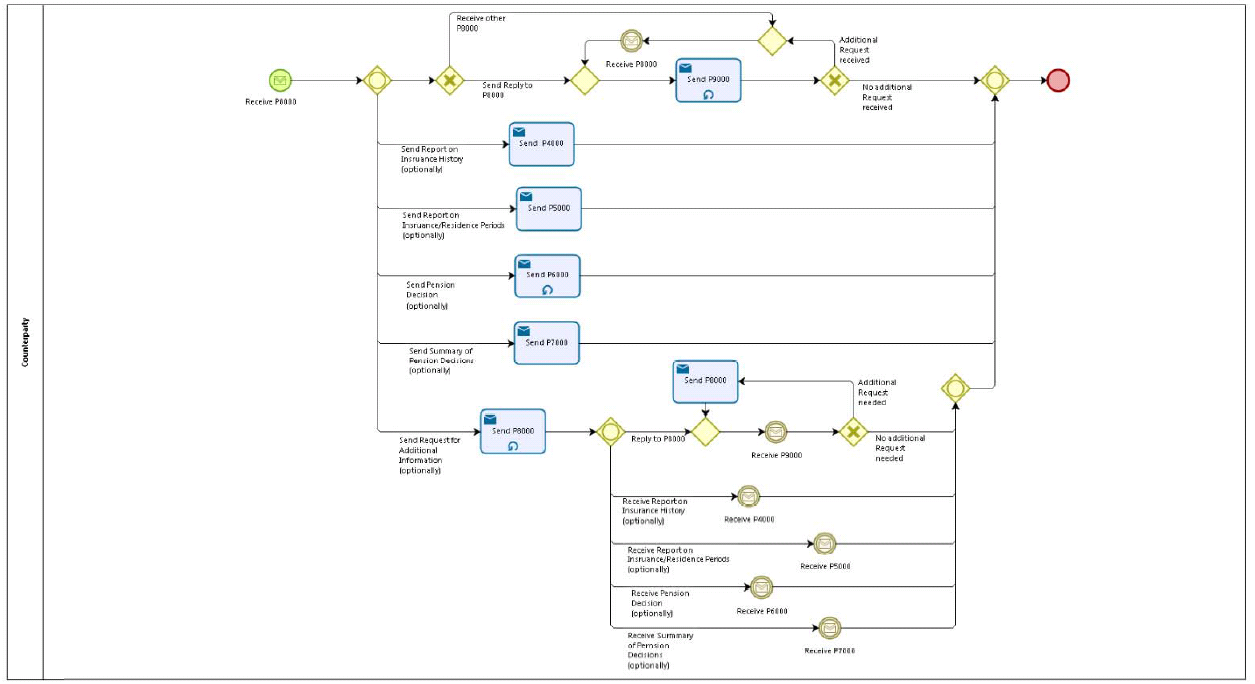 Counterparty
Receive P8000
Receive other
P8000
Send Reply to
P8000
Receive P8000
Send P9000
Additional
Request
received
No additional
Request
received
Send Report on
Insruance History
(optionally)
Send P4000
Send Report on
Insruance/Residence Periods
(optionally)
Send P5000
Send Pension
Decision
(optionally)
Send P6000
Send Summary of
Pension Decisions
(optionally)
Send P7000
Send Request for
Additional
Information
(optionally)
Send P8000
Reply to P8000
Send P8000
Receive P9000
Additional
Request
needed
No additional
Request
needed
Receive Report on
Insurance History
(optionally)
Receive P4000
Receive Report on
Insruance/Residence Periods
(optionally)
Receive P5000
Receive Pension
Decision
(optionally)
Receive P6000
Receive Summary
of Pemsion
Decisions
(optionally)
Receive P7000